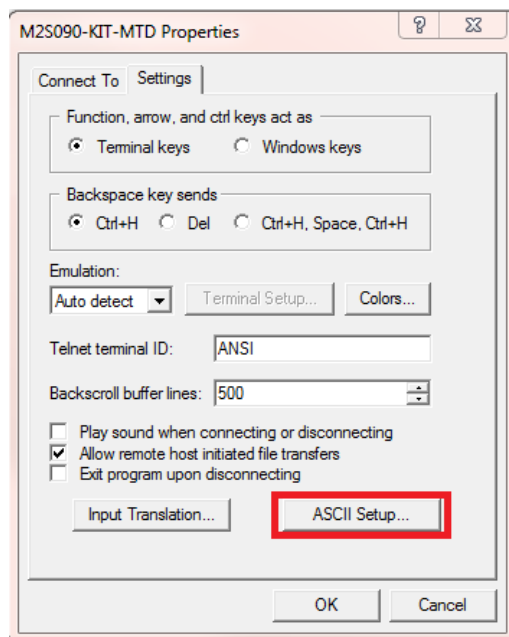 M2S090-KIT-MTD Properties
Connect To Settings
Function, arrow, and ctrl keys act as
Terminal keys Windows keys
Backspace key sends
Ctrl+H Del Ctrl+H, Space, Ctrl+H
Emulation:
Auto detect Terminal Setup... Colors...
Telnet terminal ID: ANSI
Backscroll buffer lines: 500
Play sound when connecting or disconnecting
Allow remote host initiated file transfers
Exit program upon disconnecting
Input Translation... ASCII Setup...
OK Cancel